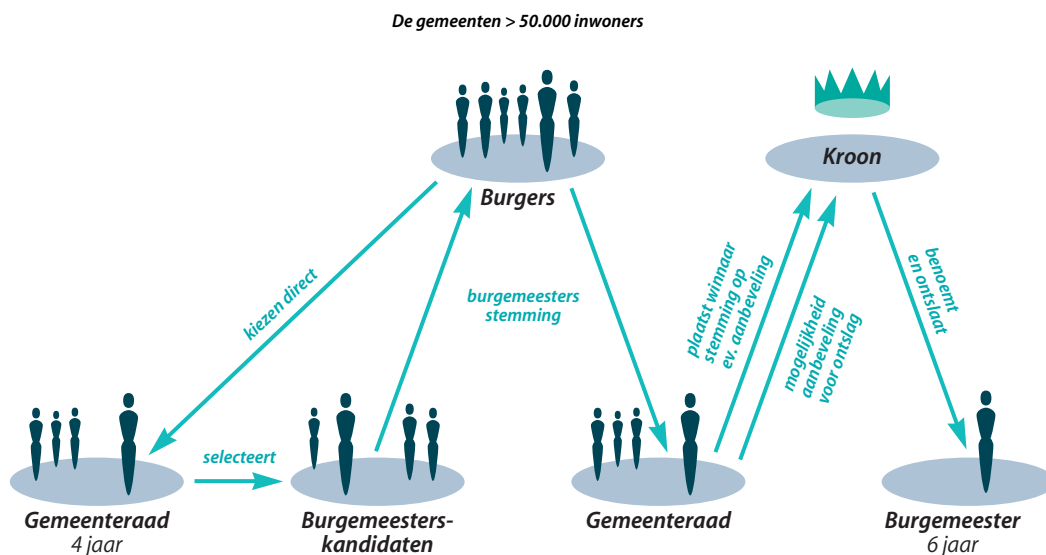 De gemeenten > 50.000 inwoners
Burgers
Kroon
kiezen direct
burgemeesters
stemming
plaatst winnaar
stemming op
ev. aanbeveling
mogelijkheid
aanbeveling
voor ontslag
benoemt
en ontslaat
selecteert
Gemeenteraad
4 jaar
Burgemeesters-
kandidaten
Gemeenteraad
Burgemeester
6 jaar